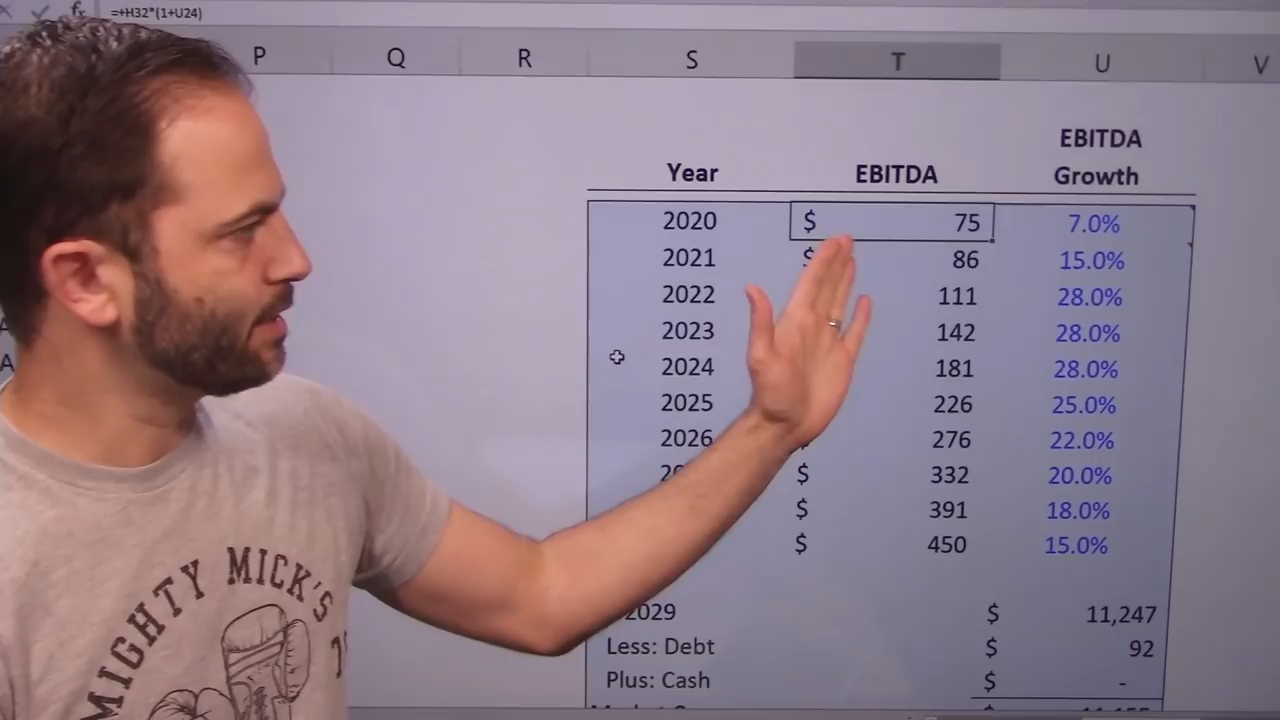 fx =+H32*(1+U24)
P Q R S T U V
EBITDA
Year EBITDA Growth
2020 $ 75 7.0%
2021 $ 86 15.0%
2022 111 28.0%
2023 142 28.0%
2024 181 28.0%
2025 226 25.0%
2026 276 22.0%
20 $ 332 20.0%
$ 391 18.0%
$ 450 15.0%
2029 $ 11,247
Less: Debt $ 92
Plus: Cash $ -
MIGHTY MICK'S